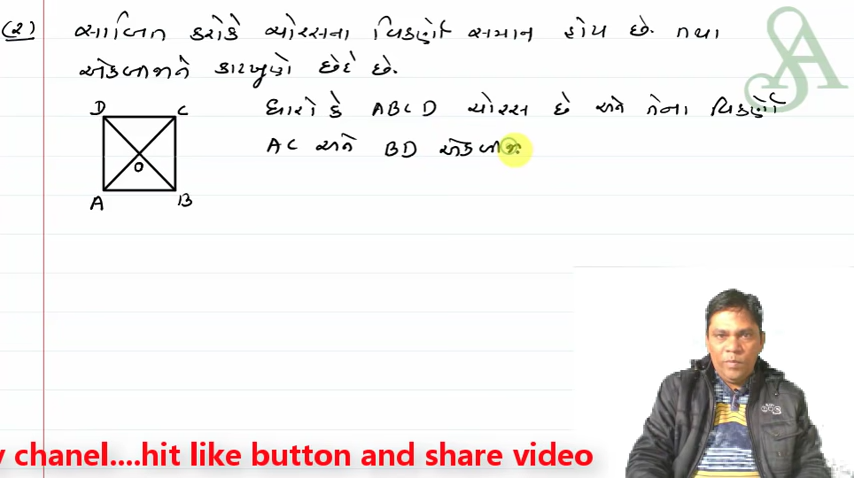 (૨) સાબિત કરોકે ચોરસના વિકર્ણો સમાન હોય છે. તથા
એકબીજાને કાટખૂણે છેદે છે.
D C
O
A B
ધારો કે ABCD ચોરસ છે અને તેના વિકર્ણો
AC અને BD એકબીજા
y chanel....hit like button and share video